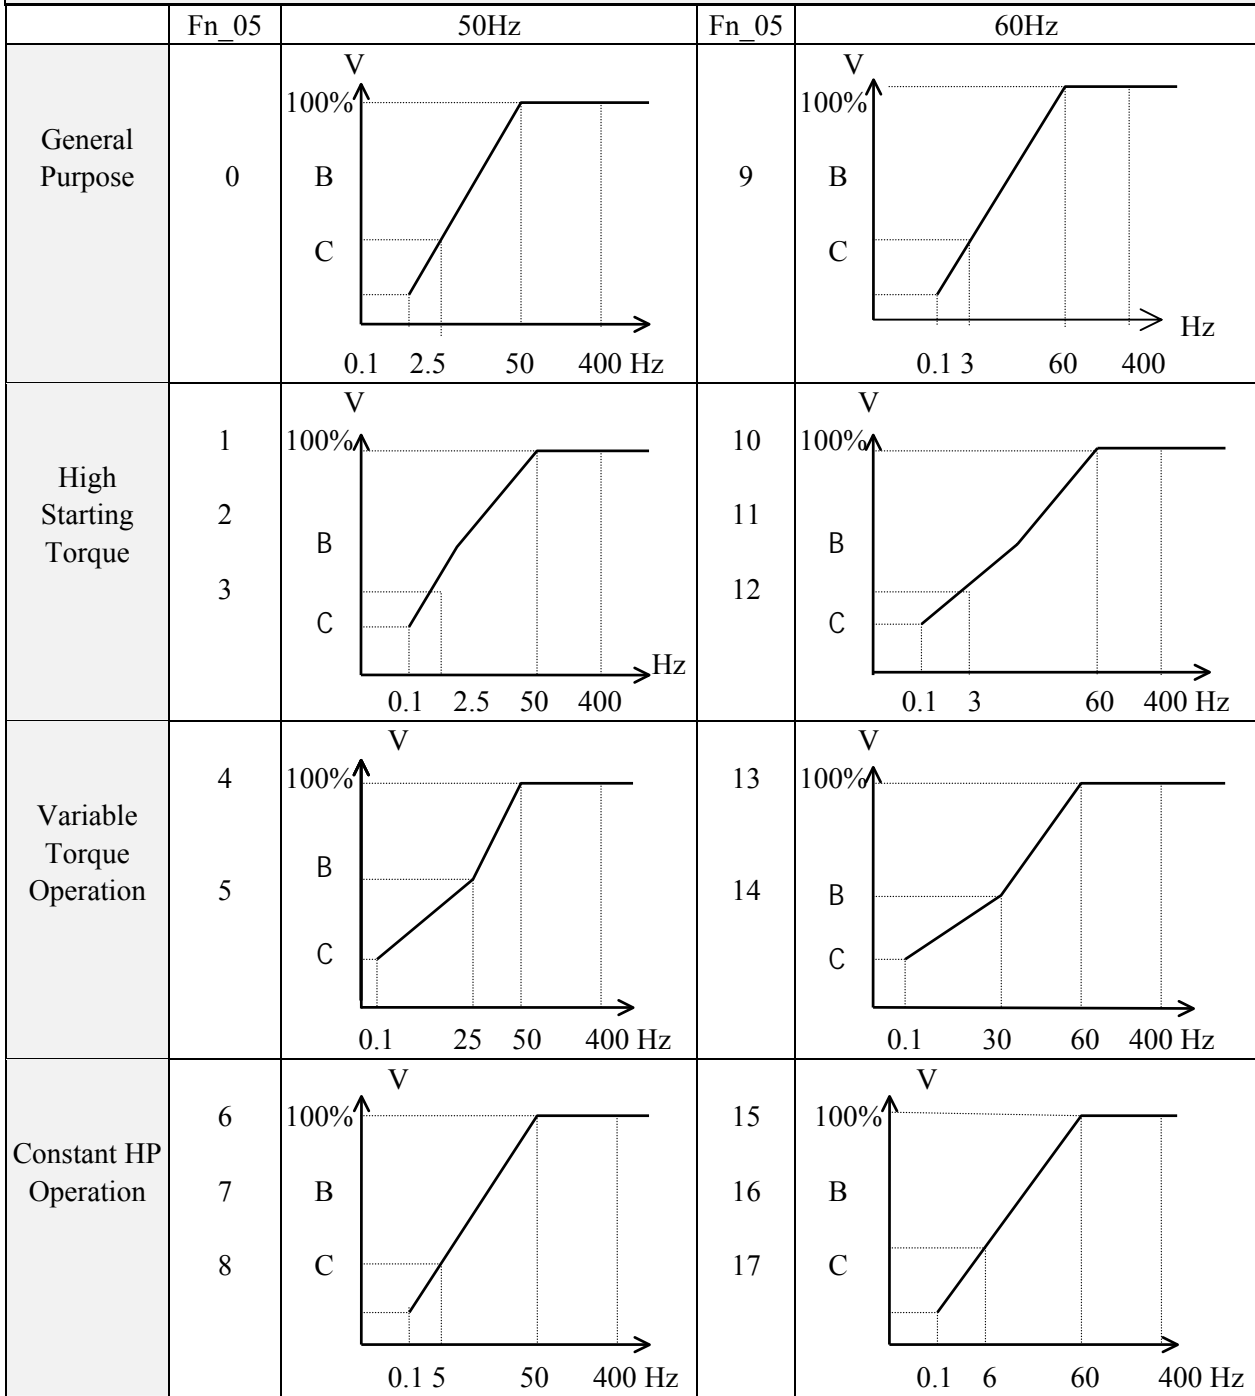 Fn_05 50Hz Fn_05 60Hz
General
Purpose
0
V
100%
B
C
0.1 2.5 50 400 Hz
9
V
100%
B
C
Hz
0.1 3 60 400
High
Starting
Torque
1
2
3
V
100%
B
C
Hz
0.1 2.5 50 400
10
11
12
V
100%
B
C
0.1 3 60 400 Hz
Variable
Torque
Operation
4
5
V
100%
B
C
0.1 25 50 400 Hz
13
14
V
100%
B
C
0.1 30 60 400 Hz
Constant HP
Operation
6
7
8
V
100%
B
C
0.1 5 50 400 Hz
15
16
17
V
100%
B
C
0.1 6 60 400 Hz